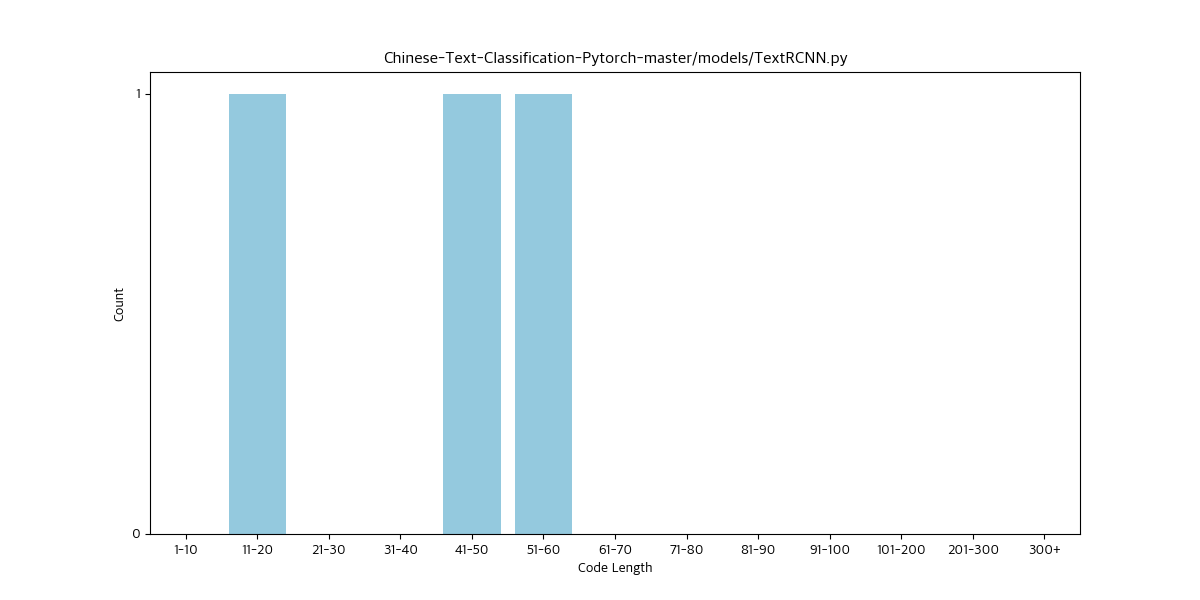 Chinese-Text-Classification-Pytorch-master/models/TextRCNN.py
1
Count
0
1-10 11-20 21-30 31-40 41-50 51-60 61-70 71-80 81-90 91-100 101-200 201-300 300+
Code Length